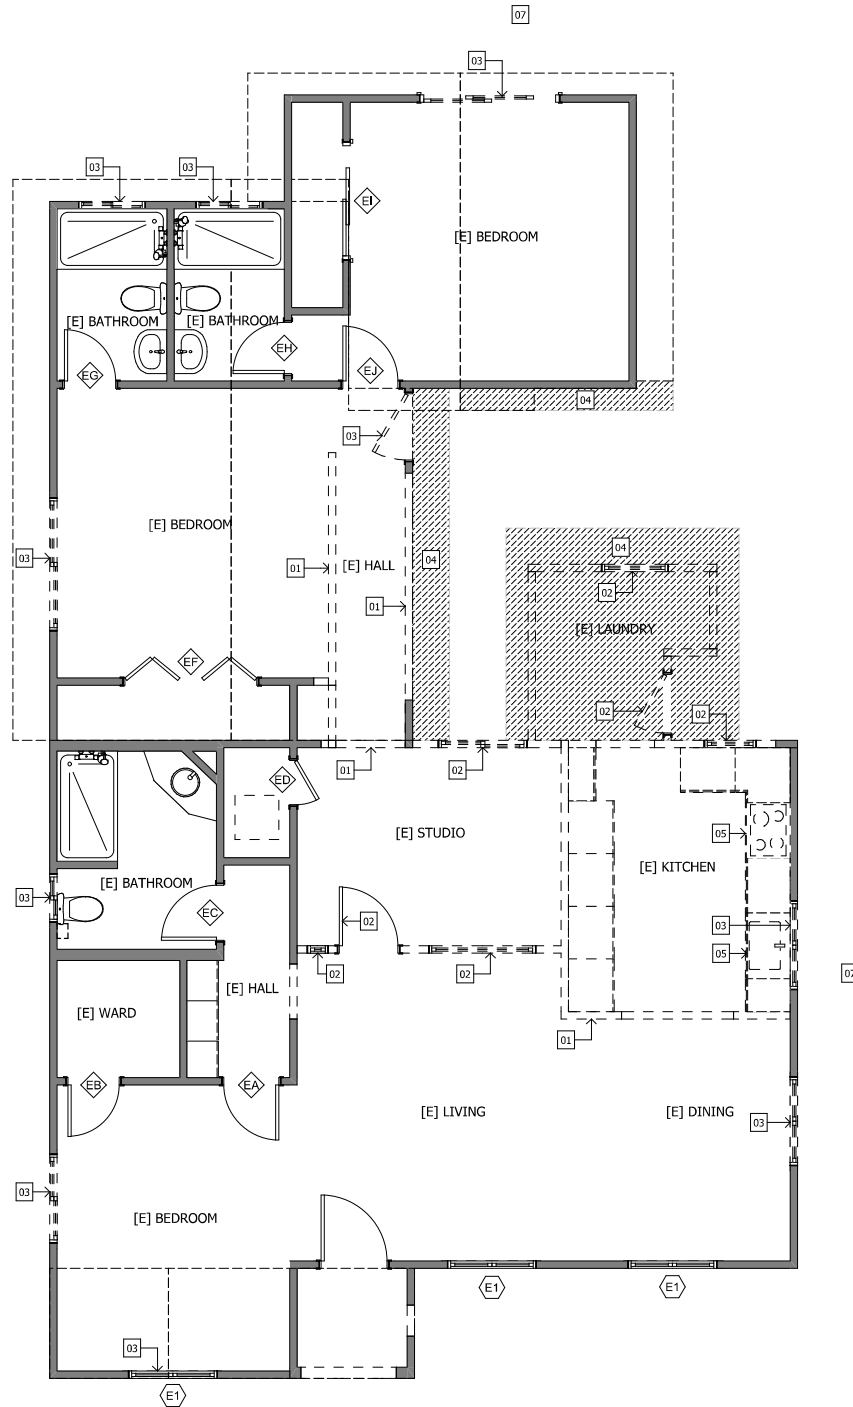 07
03
03
03
EI
[E] BEDROOM
[E] BATHROOM
[E] BATHROOM
EH
EG
EJ
04
03
[E] BEDROOM
04
03
01
[E] HALL
04
02
01
[E] LAUNDRY
EF
02
02
01
02
ED
[E] STUDIO
05
[E] KITCHEN
[E] BATHROOM
03
EC
02
03
05
02
02
07
[E] HALL
[E] WARD
01
EB
EA
[E] LIVING
[E] DINING
03
03
[E] BEDROOM
E1
E1
03
E1